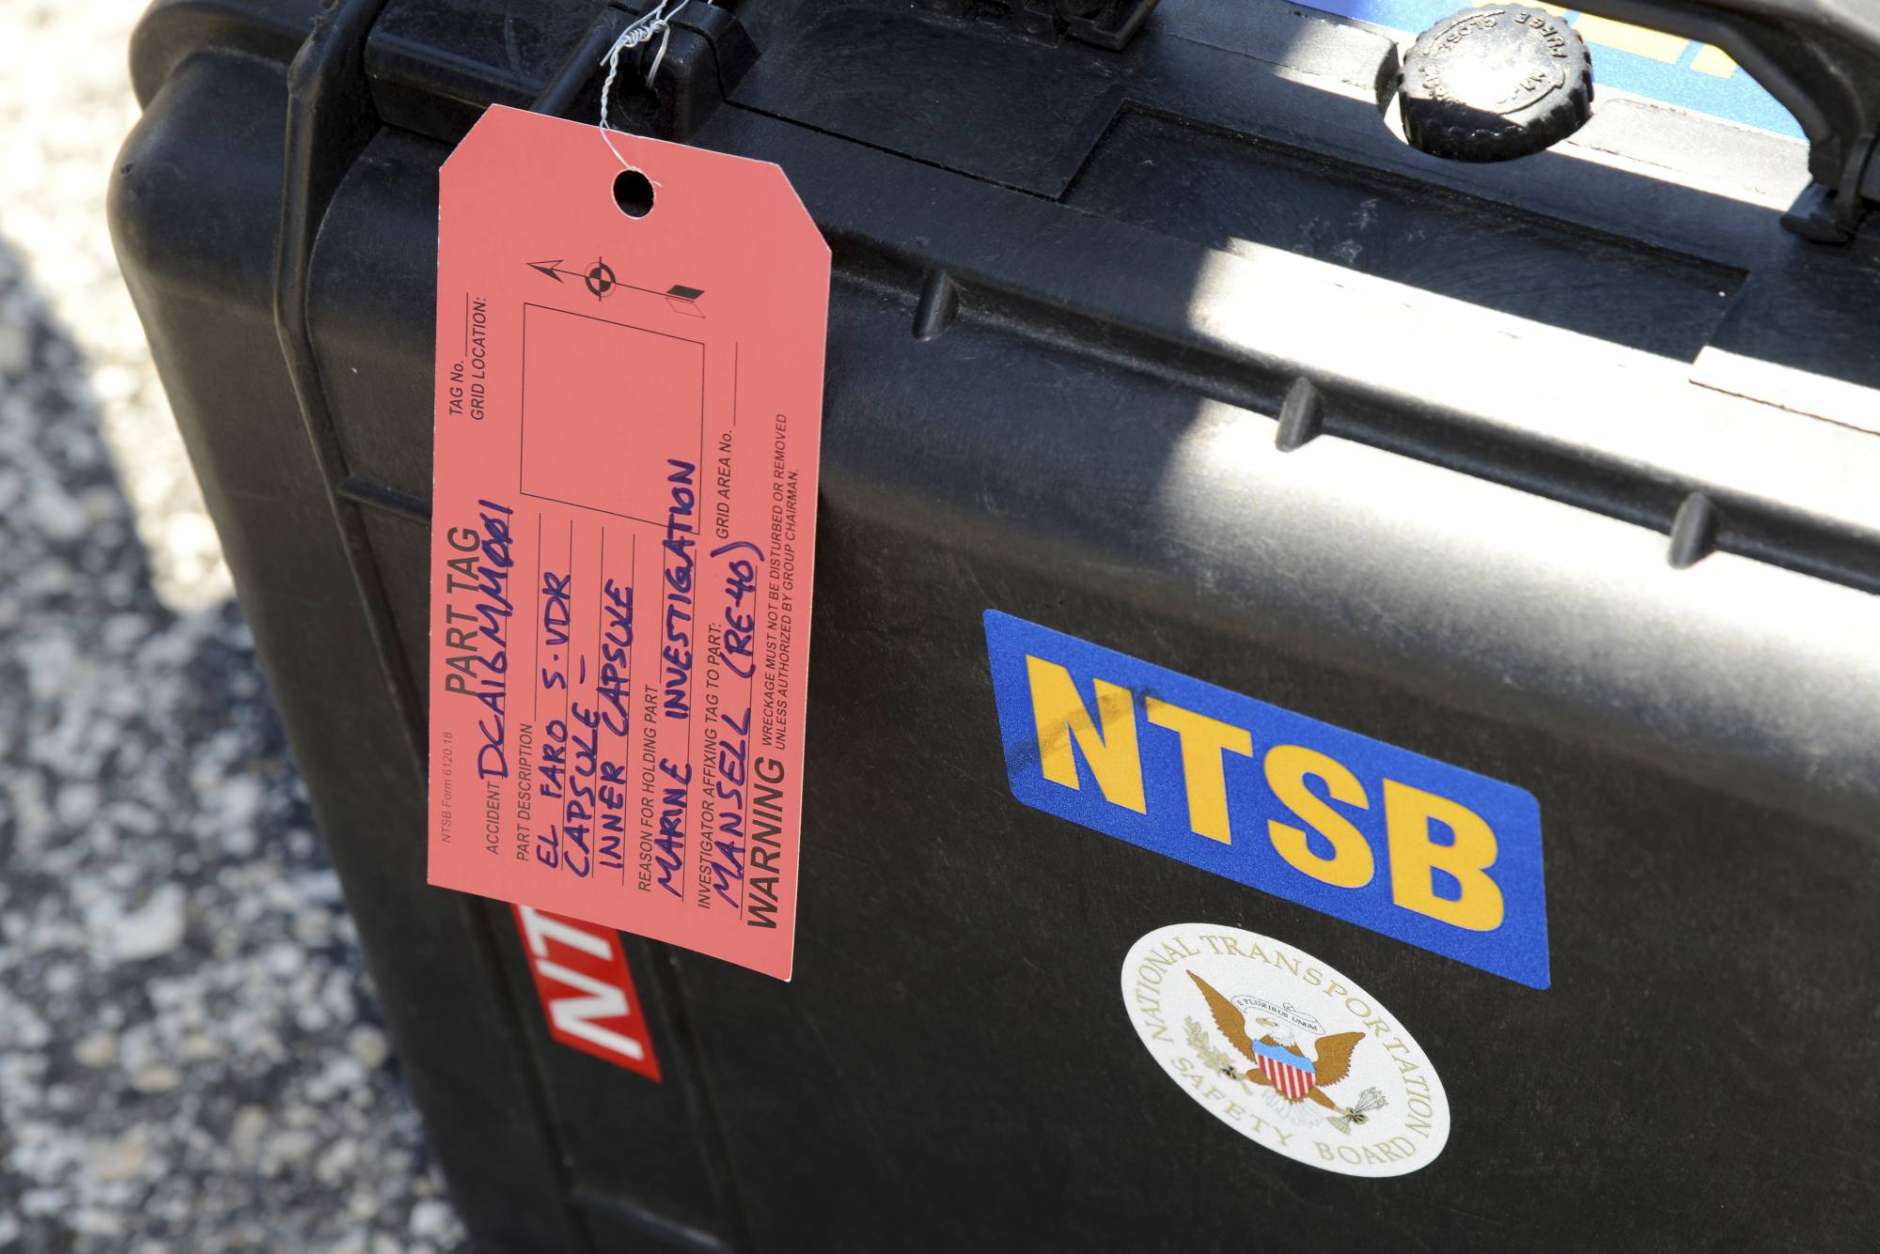 NTSB Form 6120.18
PART TAG
ACCIDENT DCA16MM001
TAG No.
GRID LOCATION:
PART DESCRIPTION
EL FARO S-VDR
CAPSULE -
INNER CAPSULE
REASON FOR HOLDING PART
MARINE INVESTIGATION
INVESTIGATOR AFFIXING TAG TO PART:
MANSELL (RE-40)
GRID AREA No.
WARNING
WRECKAGE MUST NOT BE DISTURBED OR REMOVED
UNLESS AUTHORIZED BY GROUP CHAIRMAN.
NT
NTSB
NATIONAL TRANSPORTATION
SAFETY BOARD
E PLURIBUS UNUM